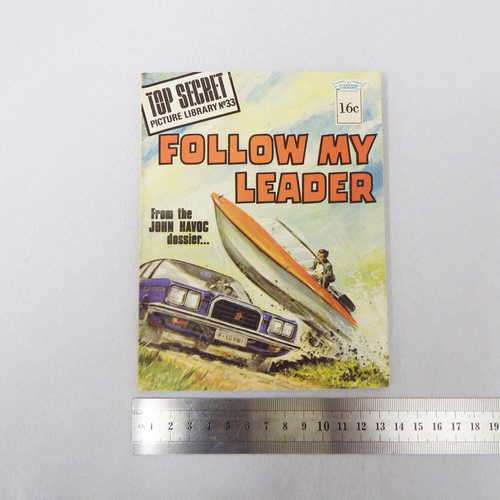 TOP SECRET
PICTURE LIBRARY Nº33
16c
FOLLOW MY
LEADER
From the
JOHN HAVOC
dossier...
1 2 3 4 5 6 7 8 9 10 11 12 13 14 15 16 17 18 19